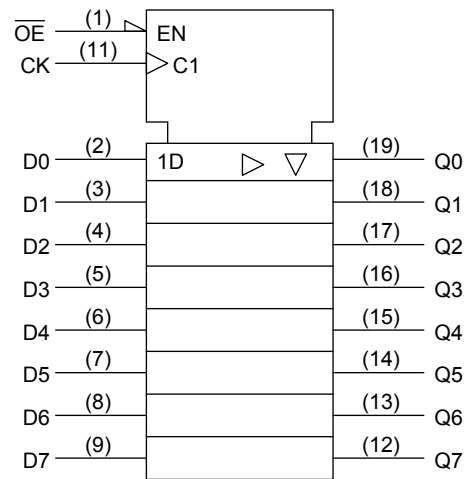 OE (1) EN
CK (11) C1
D0 (2) 1D (19) Q0
D1 (3) (18) Q1
D2 (4) (17) Q2
D3 (5) (16) Q3
D4 (6) (15) Q4
D5 (7) (14) Q5
D6 (8) (13) Q6
D7 (9) (12) Q7